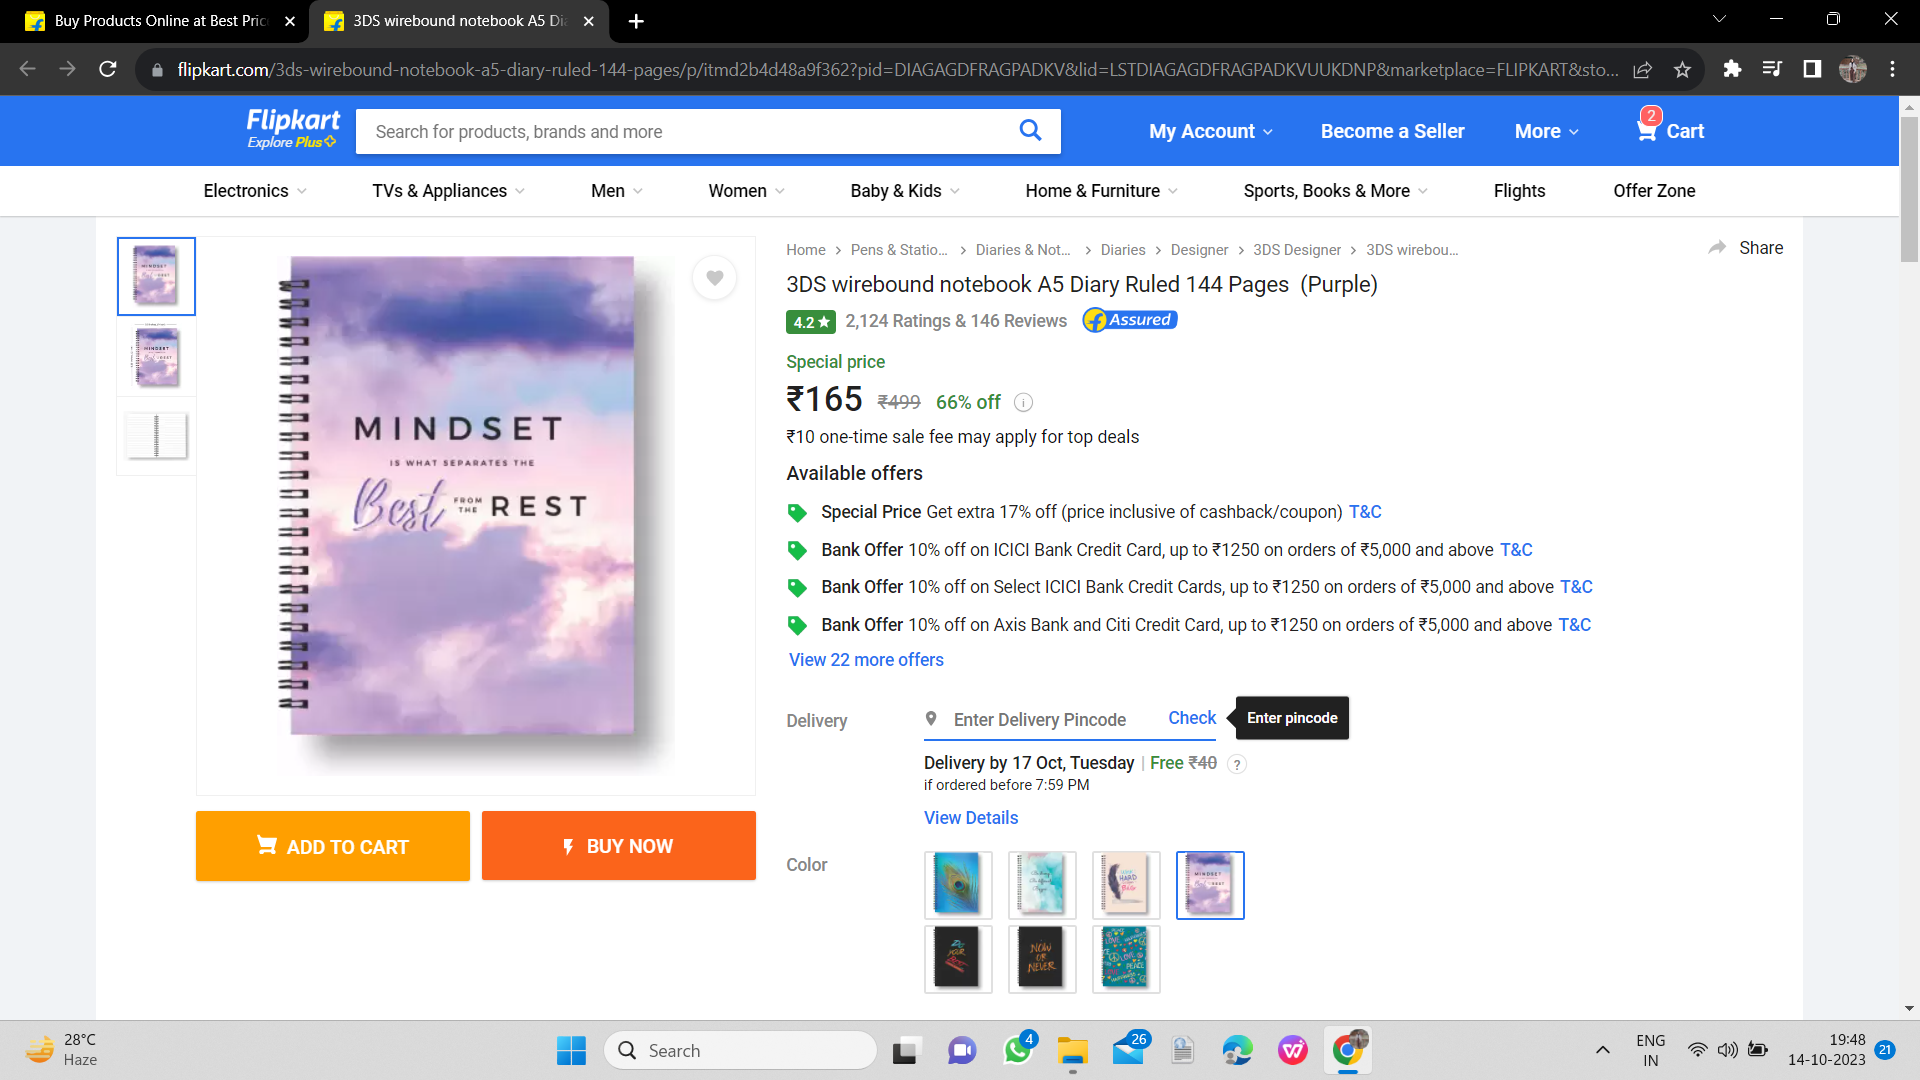 Buy Products Online at Best Pric
3DS wirebound notebook A5 Di
flipkart.com/3ds-wirebound-notebook-a5-diary-ruled-144-pages/p/itmd2b4d48a9f362?pid=DIAGAGDFRAGPADKV&lid=LSTDIAGAGDFRAGPADKVUUKDNP&marketplace=FLIPKART&sto...
Flipkart
Explore Plus
Search for products, brands and more
My Account
Become a Seller
More
2
Cart
Electronics
TVs & Appliances
Men
Women
Baby & Kids
Home & Furniture
Sports, Books & More
Flights
Offer Zone
MINDSET
IS WHAT SEPARATES THE
Best FROM THE REST
Home > Pens & Statio... > Diaries & Not... > Diaries > Designer > 3DS Designer > 3DS wirebou...
Share
3DS wirebound notebook A5 Diary Ruled 144 Pages (Purple)
4.2★ 2,124 Ratings & 146 Reviews Assured
Special price
₹165 ₹499 66% off
₹10 one-time sale fee may apply for top deals
Available offers
Special Price Get extra 17% off (price inclusive of cashback/coupon) T&C
Bank Offer 10% off on ICICI Bank Credit Card, up to ₹1250 on orders of ₹5,000 and above T&C
Bank Offer 10% off on Select ICICI Bank Credit Cards, up to ₹1250 on orders of ₹5,000 and above T&C
Bank Offer 10% off on Axis Bank and Citi Credit Card, up to ₹1250 on orders of ₹5,000 and above T&C
View 22 more offers
Delivery
Enter Delivery Pincode
Check
Enter pincode
Delivery by 17 Oct, Tuesday | Free ₹40 ?
if ordered before 7:59 PM
View Details
ADD TO CART
BUY NOW
Color
MINDSET
HARD
NOW
OR
NEVER
LOVE
PEACE
28°C
Haze
Search
4
26
ENG
IN
19:48
14-10-2023
21